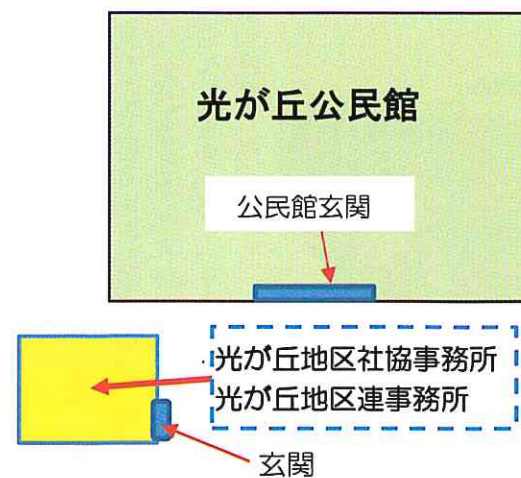 光が丘公民館
公民館玄関
光が丘地区社協事務所
光が丘地区連事務所
玄関